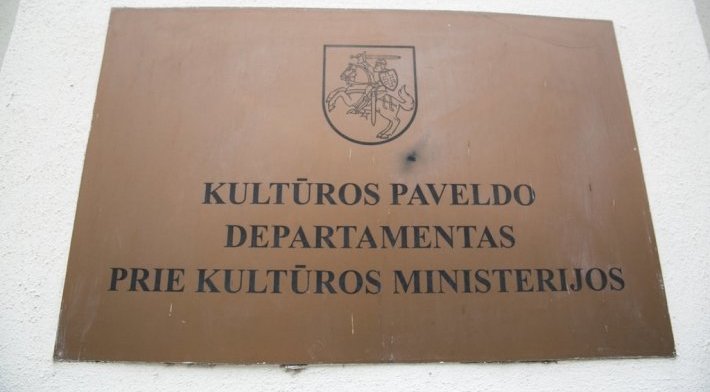 KULTŪROS PAVELDO
DEPARTAMENTAS
PRIE KULTŪROS MINISTERIJOS